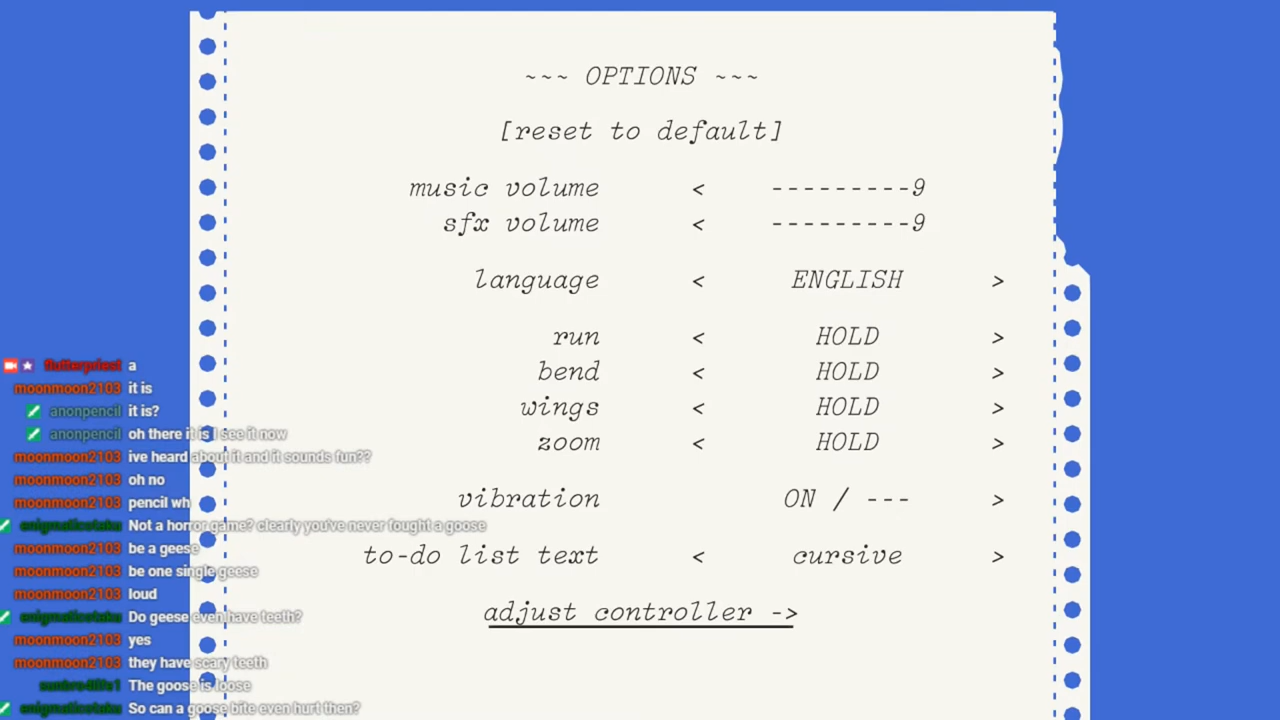 ~~~ OPTIONS ~~~
[reset to default]
music volume < ---------9
sfx volume < ---------9
language < ENGLISH >
run < HOLD >
bend < HOLD >
wings < HOLD >
zoom < HOLD >
vibration ON / --- >
to-do list text < cursive >
adjust controller ->
flutterpriest a
moonmoon2103 it is
anonpencil it is?
anonpencil oh there it is I see it now
moonmoon2103 ive heard about it and it sounds fun??
moonmoon2103 oh no
moonmoon2103 pencil wh
enigmaticotaku Not a horror game? clearly you've never fought a goose
moonmoon2103 be a geese
moonmoon2103 be one single geese
moonmoon2103 loud
enigmaticotaku Do geese even have teeth?
moonmoon2103 yes
moonmoon2103 they have scary teeth
The goose is loose
enigmaticotaku So can a goose bite even hurt then?